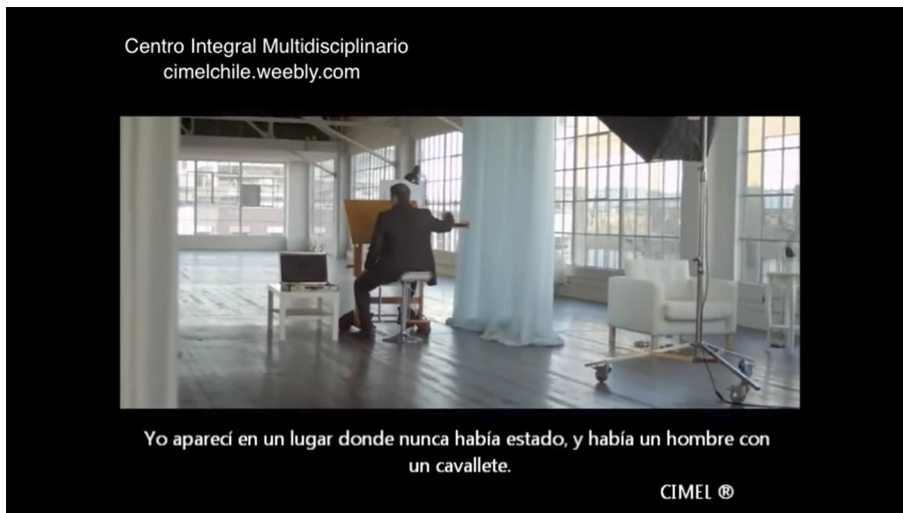 Centro Integral Multidisciplinario
cimelchile.weebly.com
Yo aparecí en un lugar donde nunca había estado, y había un hombre con
un cavallete.
CIMEL ®